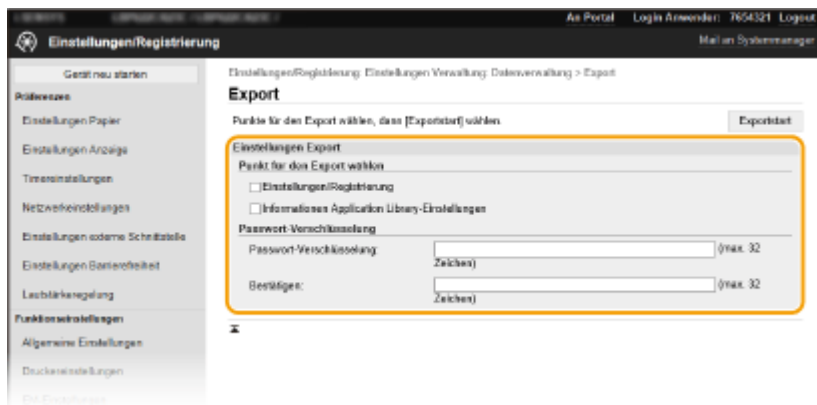 An Portal Login Anwender: 7654321 Logout
Einstellungen/Registrierung
Mail an Systemmanager
Gerät neu starten
Präferenzen
Einstellungen Papier
Einstellungen Anzeige
Timereinstellungen
Netzwerkeinstellungen
Einstellungen externe Schnittstelle
Einstellungen Barrierefreiheit
Lautstärkeregelung
Funktionseinstellungen
Allgemeine Einstellungen
Druckereinstellungen
Einstellungen/Registrierung: Einstellungen Verwaltung: Datenverwaltung > Export
Export
Punkte für den Export wählen, dann [Exportstart] wählen.
Exportstart
Einstellungen Export
Punkt für den Export wählen
Einstellungen/Registrierung
Informationen Application Library-Einstellungen
Passwort-Verschlüsselung
Passwort-Verschlüsselung: (max. 32
Zeichen)
Bestätigen: (max. 32
Zeichen)